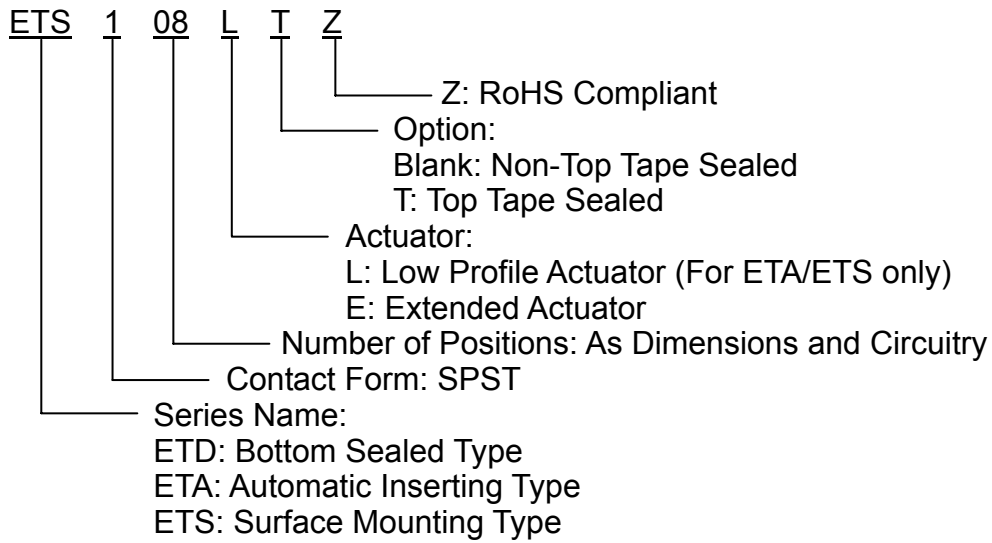 ETS 1 08 L T Z
Z: RoHS Compliant
Option:
Blank: Non-Top Tape Sealed
T: Top Tape Sealed
Actuator:
L: Low Profile Actuator (For ETA/ETS only)
E: Extended Actuator
Number of Positions: As Dimensions and Circuitry
Contact Form: SPST
Series Name:
ETD: Bottom Sealed Type
ETA: Automatic Inserting Type
ETS: Surface Mounting Type